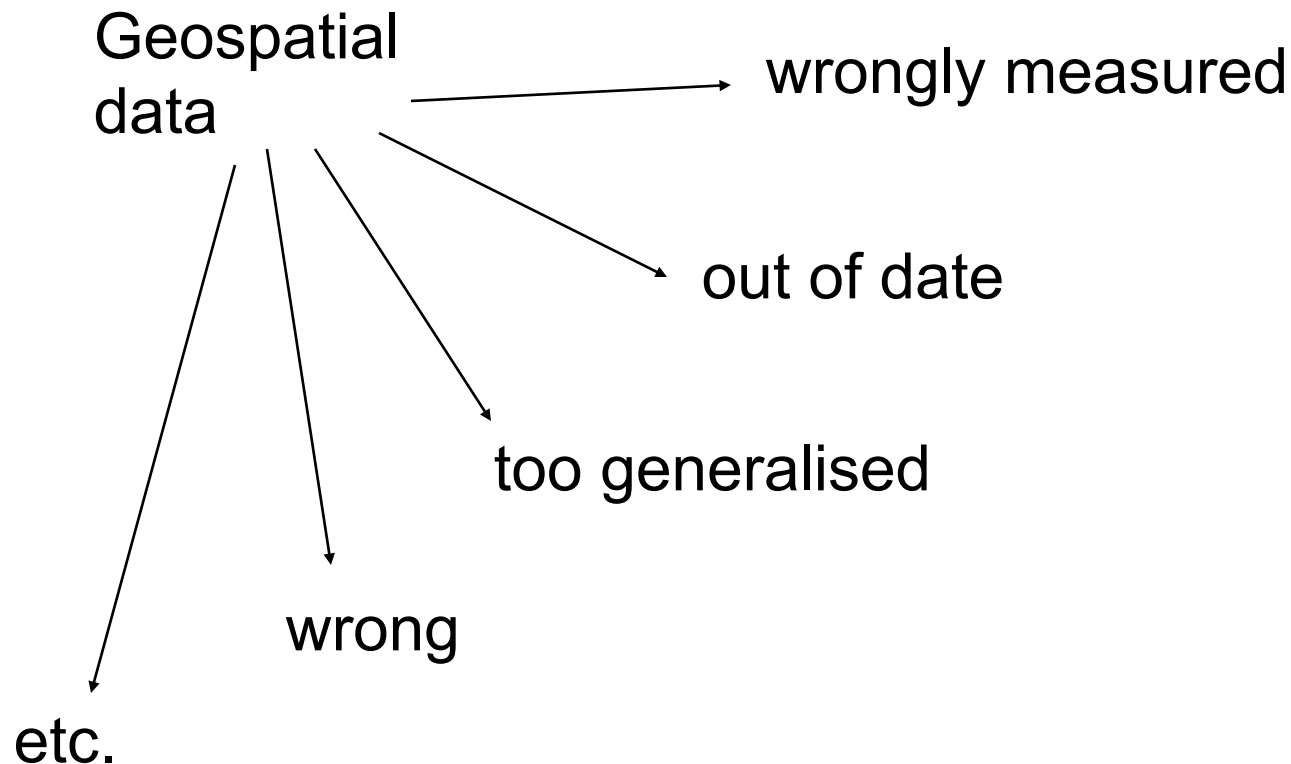 Geospatial
data
wrongly measured
out of date
too generalised
wrong
etc.